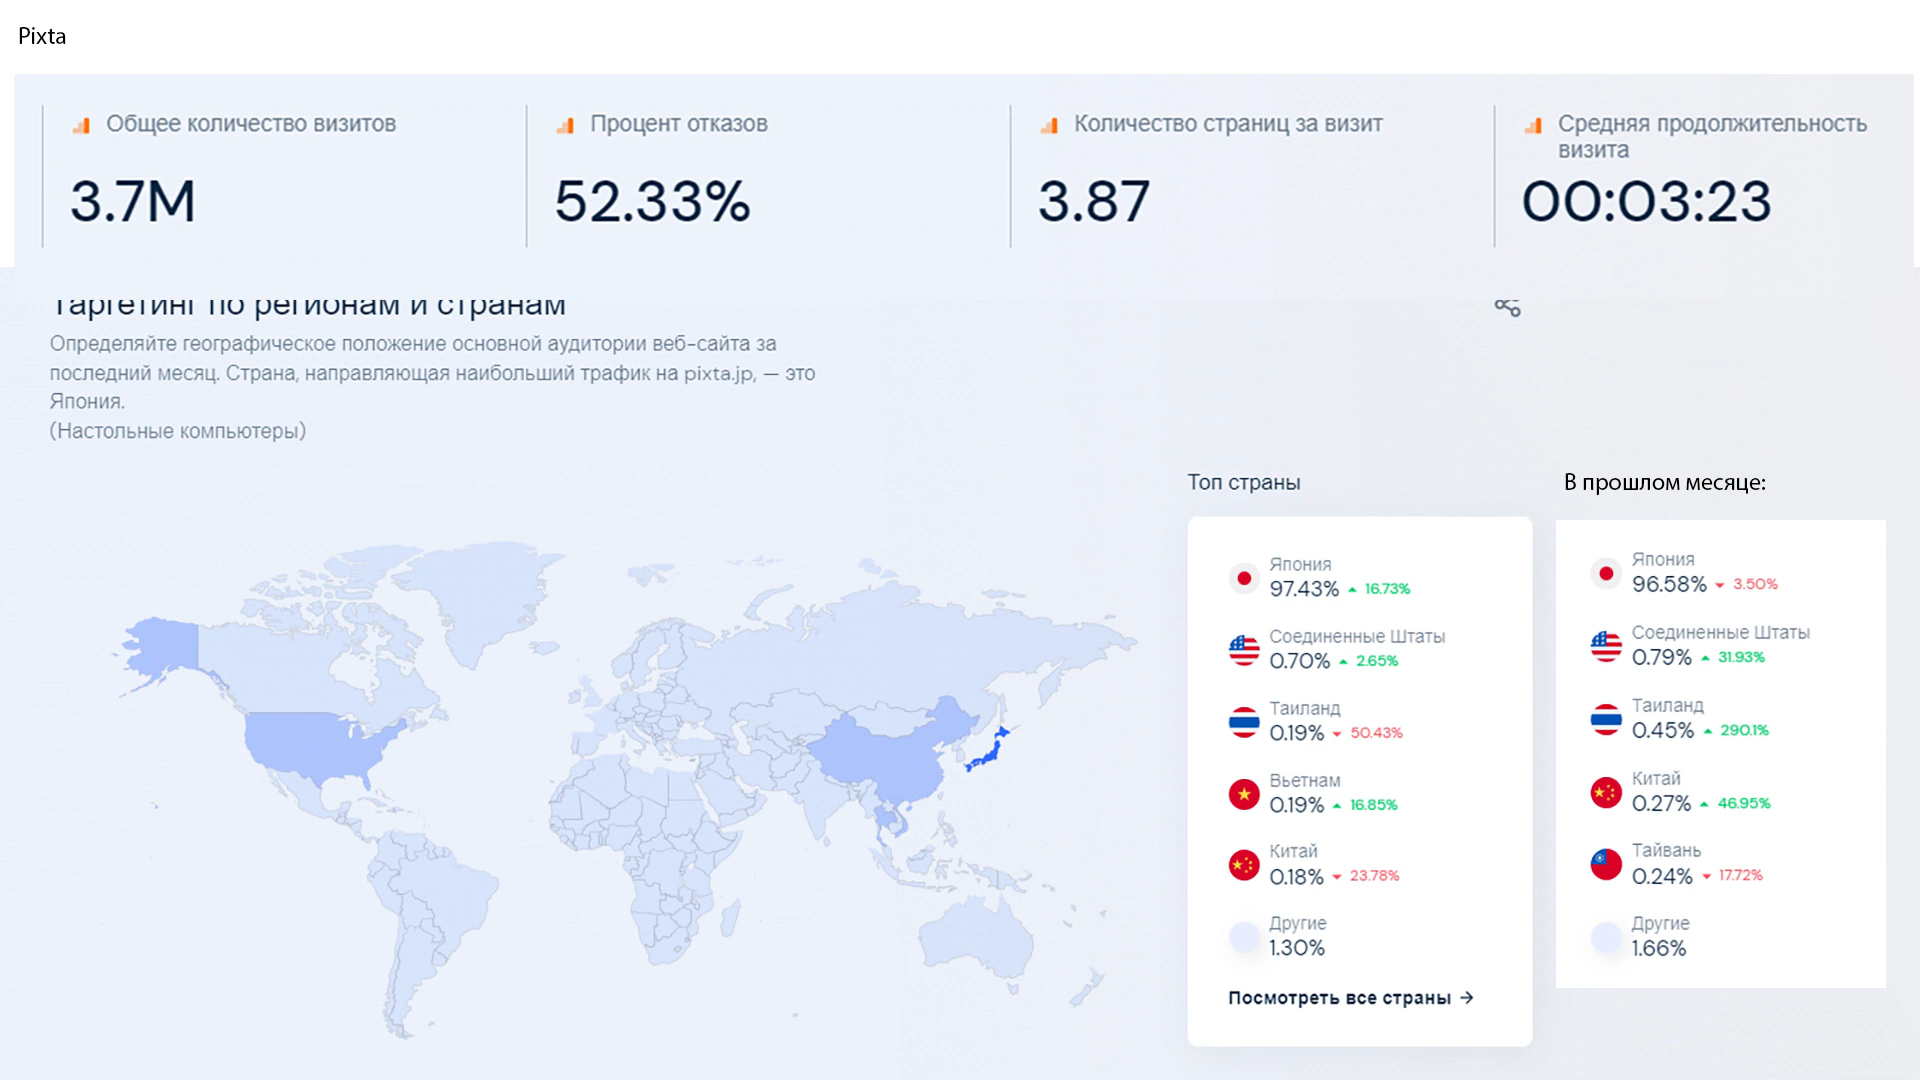 Pixta
Общее количество визитов
3.7M
Процент отказов
52.33%
Количество страниц за визит
3.87
Средняя продолжительность
визита
00:03:23
Таргетинг по регионам и странам
Определяйте географическое положение основной аудитории веб-сайта за
последний месяц. Страна, направляющая наибольший трафик на pixta.jp, — это
Япония.
(Настольные компьютеры)
Топ страны
Япония
97.43% 16.73%
Соединенные Штаты
0.70% 2.65%
Таиланд
0.19% 50.43%
Вьетнам
0.19% 16.85%
Китай
0.18% 23.78%
Другие
1.30%
Посмотреть все страны →
В прошлом месяце:
Япония
96.58% 3.50%
Соединенные Штаты
0.79% 31.93%
Таиланд
0.45% 290.1%
Китай
0.27% 46.95%
Тайвань
0.24% 17.72%
Другие
1.66%